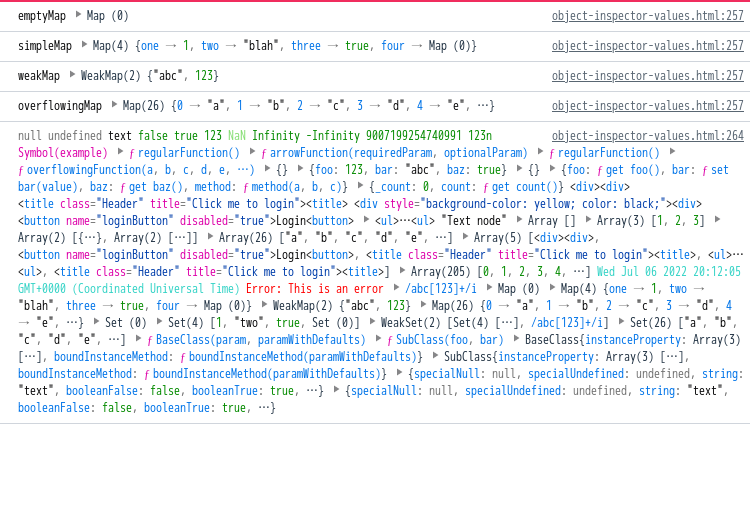 emptyMap ▶Map (0) object-inspector-values.html:257
simpleMap ▶Map(4) {one → 1, two → "blah", three → true, four → Map (0)} object-inspector-values.html:257
weakMap ▶WeakMap(2) {"abc", 123} object-inspector-values.html:257
overflowingMap ▶Map(26) {0 → "a", 1 → "b", 2 → "c", 3 → "d", 4 → "e", …} object-inspector-values.html:257
null undefined text false true 123 NaN Infinity -Infinity 9007199254740991 123n object-inspector-values.html:264
Symbol(example) ▶ƒ regularFunction() ▶ƒ arrowFunction(requiredParam, optionalParam) ▶ƒ regularFunction() ▶
ƒ overflowingFunction(a, b, c, d, e, …) ▶{} ▶{foo: 123, bar: "abc", baz: true} ▶{} ▶{foo: ƒ get foo(), bar: ƒ set
bar(value), baz: ƒ get baz(), method: ƒ method(a, b, c)} ▶{_count: 0, count: ƒ get count()} <div><div>
<title class="Header" title="Click me to login"><title> <div style="background-color: yellow; color: black;"><div>
<button name="loginButton" disabled="true">Login<button> ▶<ul>…<ul> "Text node" ▶Array [] ▶Array(3) [1, 2, 3] ▶
Array(2) [{…}, Array(2) […]] ▶Array(26) ["a", "b", "c", "d", "e", …] ▶Array(5) [<div><div>,
<button name="loginButton" disabled="true">Login<button>, <title class="Header" title="Click me to login"><title>, <ul>…
<ul>, <title class="Header" title="Click me to login"><title>] ▶Array(205) [0, 1, 2, 3, 4, …] Wed Jul 06 2022 20:12:05
GMT+0000 (Coordinated Universal Time) Error: This is an error ▶/abc[123]+/i ▶Map (0) ▶Map(4) {one → 1, two →
"blah", three → true, four → Map (0)} ▶WeakMap(2) {"abc", 123} ▶Map(26) {0 → "a", 1 → "b", 2 → "c", 3 → "d", 4
→ "e", …} ▶Set (0) ▶Set(4) [1, "two", true, Set (0)] ▶WeakSet(2) [Set(4) […], /abc[123]+/i] ▶Set(26) ["a", "b",
"c", "d", "e", …] ▶ƒ BaseClass(param, paramWithDefaults) ▶ƒ SubClass(foo, bar) ▶BaseClass{instanceProperty: Array(3)
[…], boundInstanceMethod: ƒ boundInstanceMethod(paramWithDefaults)} ▶SubClass{instanceProperty: Array(3) […],
boundInstanceMethod: ƒ boundInstanceMethod(paramWithDefaults)} ▶{specialNull: null, specialUndefined: undefined, string:
"text", booleanFalse: false, booleanTrue: true, …} ▶{specialNull: null, specialUndefined: undefined, string: "text",
booleanFalse: false, booleanTrue: true, …}